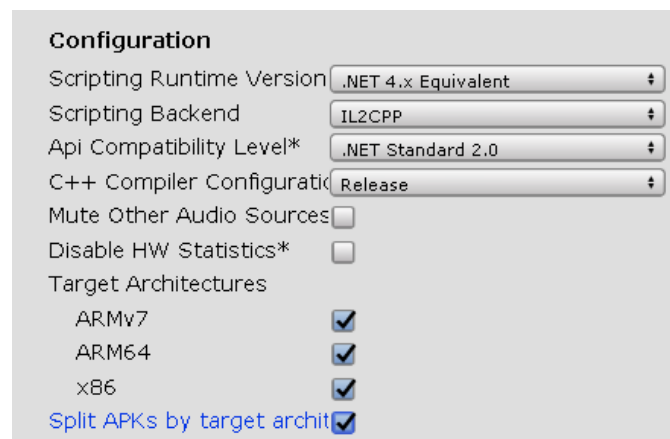 Configuration
Scripting Runtime Version .NET 4.x Equivalent
Scripting Backend IL2CPP
Api Compatibility Level* .NET Standard 2.0
C++ Compiler Configuratic Release
Mute Other Audio Sources
Disable HW Statistics*
Target Architectures
ARMv7
ARM64
x86
Split APKs by target archit